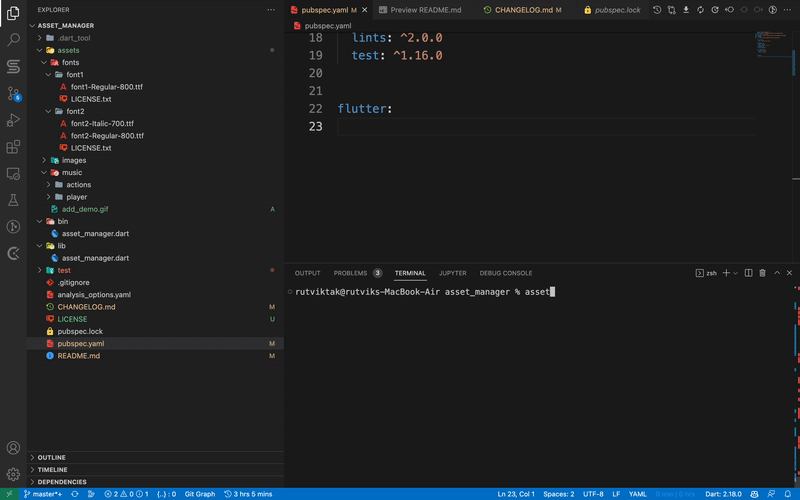 EXPLORER
ASSET_MANAGER
.dart_tool
assets
fonts
font1
font1-Regular-800.ttf
LICENSE.txt
font2
font2-Italic-700.ttf
font2-Regular-800.ttf
LICENSE.txt
images
music
actions
player
add_demo.gif A
bin
asset_manager.dart
lib
asset_manager.dart
test
.gitignore
analysis_options.yaml
CHANGELOG.md M
LICENSE U
pubspec.lock
pubspec.yaml M
README.md M
OUTLINE
TIMELINE
DEPENDENCIES
5
pubspec.yaml M
Preview README.md
CHANGELOG.md M
pubspec.lock
pubspec.yaml
18 lints: ^2.0.0
19 test: ^1.16.0
20
21
22 flutter:
23
OUTPUT PROBLEMS 3 TERMINAL JUPYTER DEBUG CONSOLE zsh
rutviktak@rutviks-MacBook-Air asset_manager % asset
master*+ 2 0 1 {..} : 0 Git Graph 3 hrs 5 mins Ln 23, Col 1 Spaces: 2 UTF-8 LF YAML Dart: 2.18.0